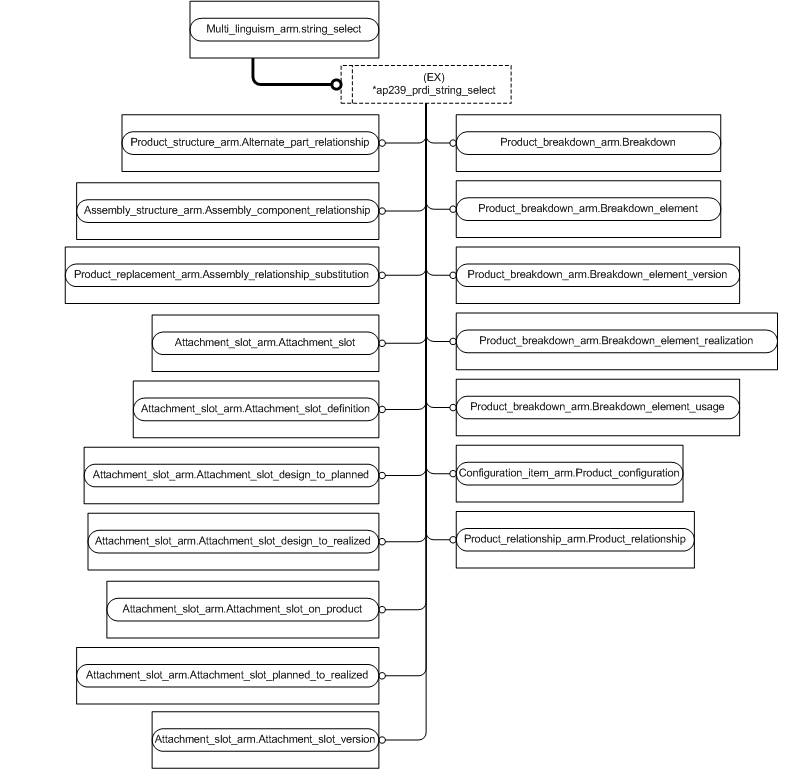 Multi_linguism_arm.string_select
(EX)
*ap239_prdi_string_select
Product_structure_arm.Alternate_part_relationship
Product_breakdown_arm.Breakdown
Assembly_structure_arm.Assembly_component_relationship
Product_breakdown_arm.Breakdown_element
Product_replacement_arm.Assembly_relationship_substitution
Product_breakdown_arm.Breakdown_element_version
Attachment_slot_arm.Attachment_slot
Product_breakdown_arm.Breakdown_element_realization
Attachment_slot_arm.Attachment_slot_definition
Product_breakdown_arm.Breakdown_element_usage
Attachment_slot_arm.Attachment_slot_design_to_planned
Configuration_item_arm.Product_configuration
Attachment_slot_arm.Attachment_slot_design_to_realized
Product_relationship_arm.Product_relationship
Attachment_slot_arm.Attachment_slot_on_product
Attachment_slot_arm.Attachment_slot_planned_to_realized
Attachment_slot_arm.Attachment_slot_version